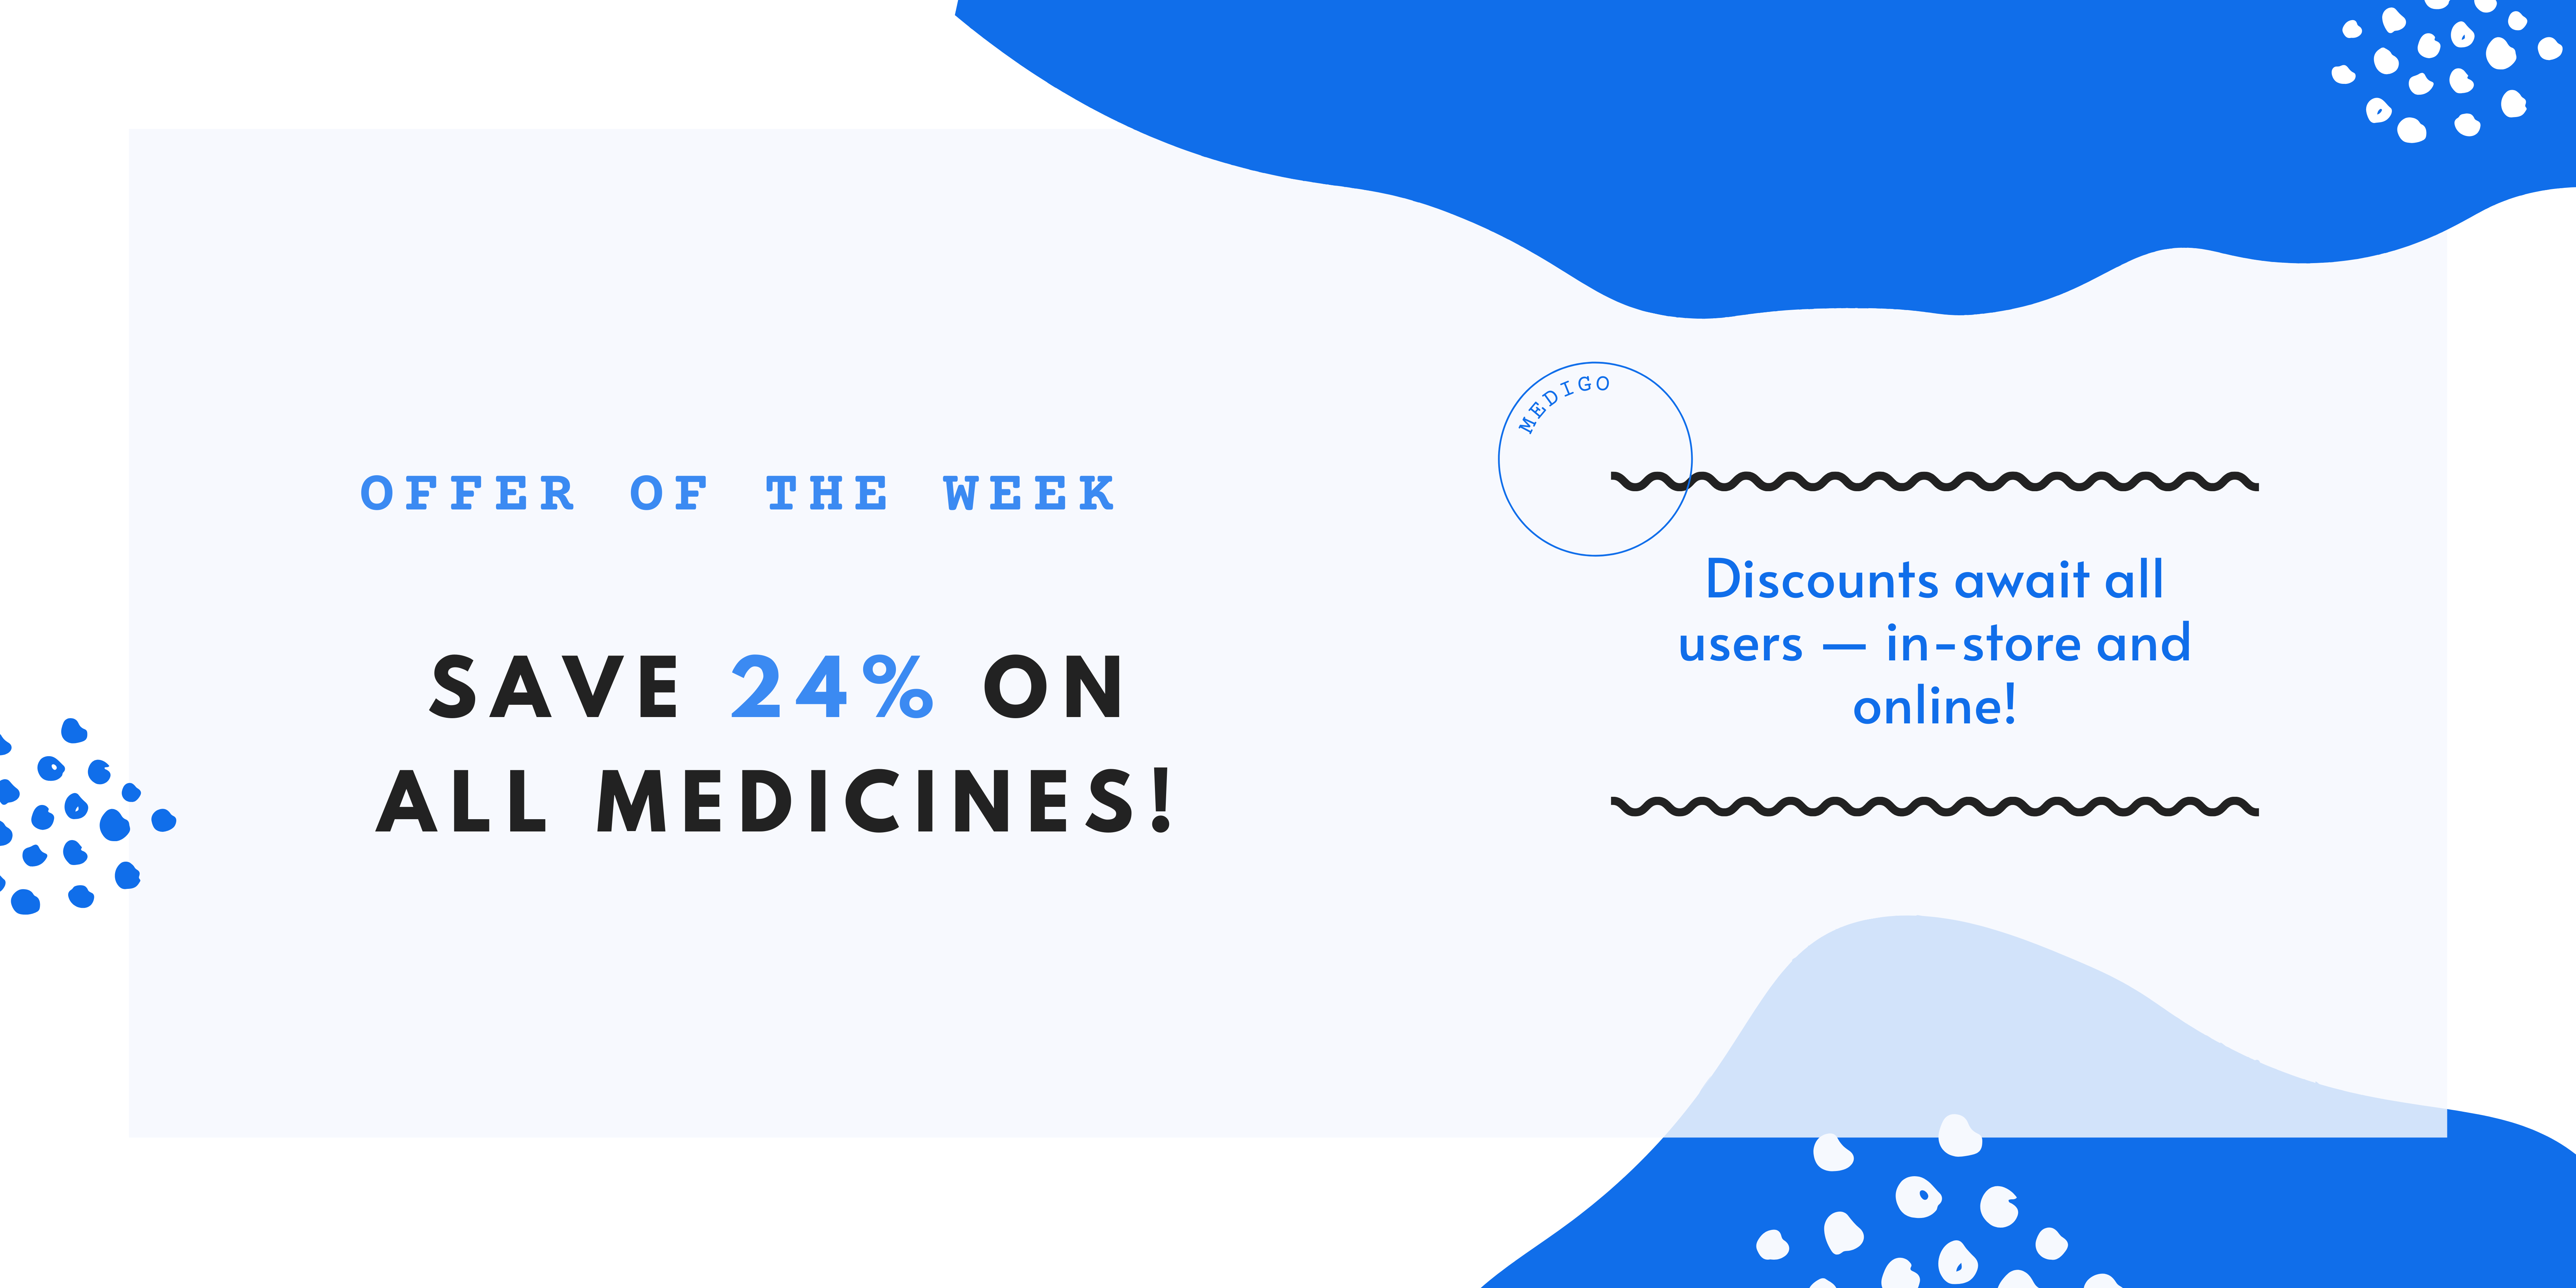 OFFER OF THE WEEK
SAVE 24% ON
ALL MEDICINES!
MEDIGO
Discounts await all
users — in-store and
online!